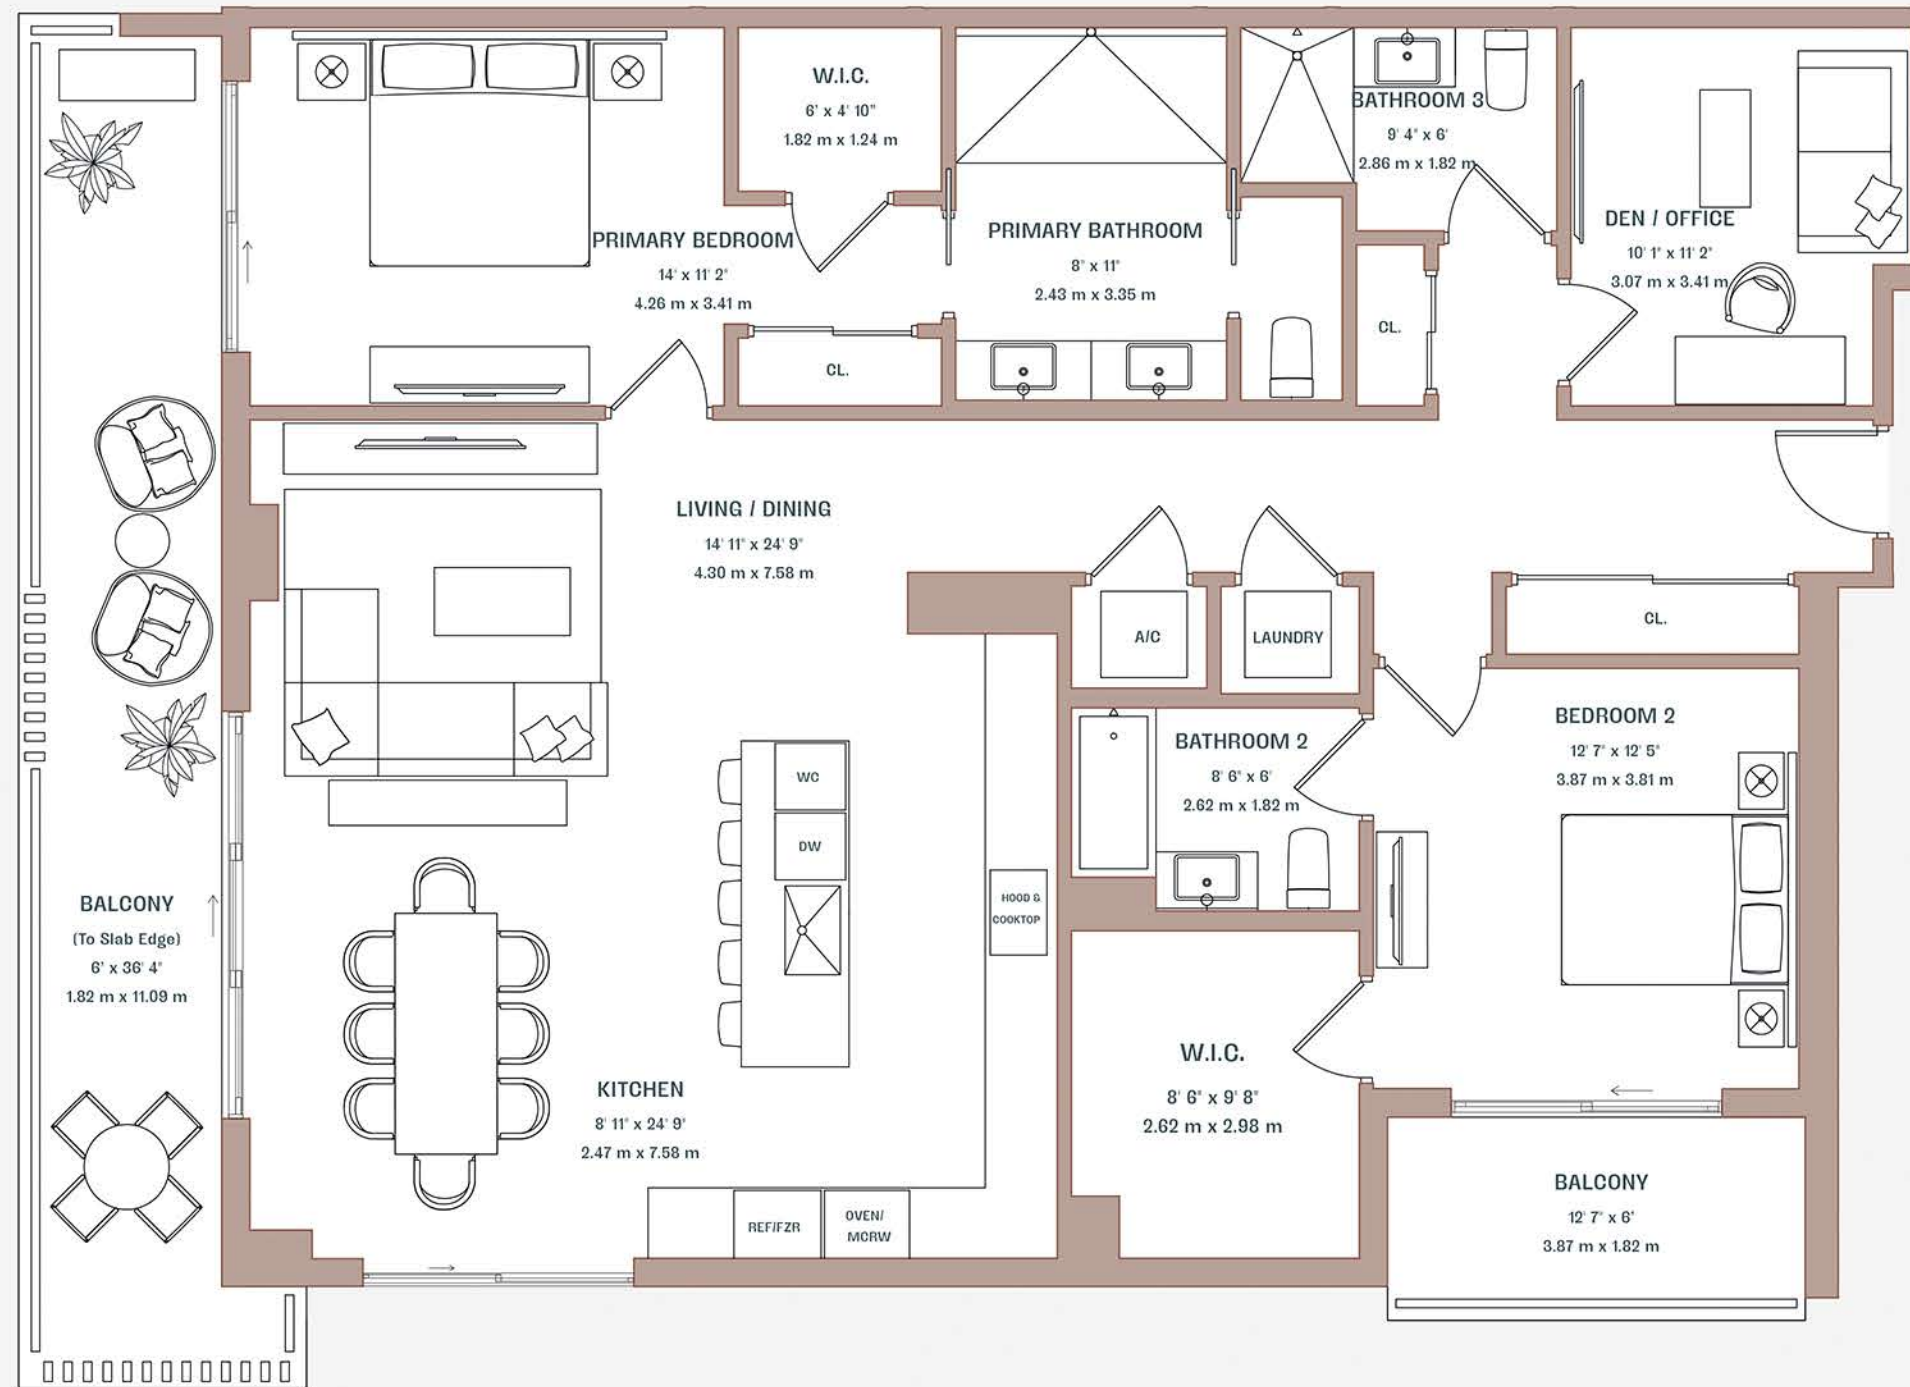 W.I.C.
6' x 4' 10"
1.82 m x 1.24 m
BATHROOM 3
9' 4" x 6'
2.86 m x 1.82 m
PRIMARY BEDROOM
14' x 11' 2"
4.26 m x 3.41 m
PRIMARY BATHROOM
8" x 11"
2.43 m x 3.35 m
DEN / OFFICE
10' 1" x 11' 2"
3.07 m x 3.41 m
CL.
CL.
LIVING / DINING
14' 11" x 24' 9"
4.30 m x 7.58 m
A/C
LAUNDRY
CL.
BATHROOM 2
8' 6" x 6'
2.62 m x 1.82 m
BEDROOM 2
12' 7" x 12' 5"
3.87 m x 3.81 m
WC
DW
HOOD &
COOKTOP
BALCONY
(To Slab Edge)
6' x 36' 4"
1.82 m x 11.09 m
KITCHEN
8' 11" x 24' 9"
2.47 m x 7.58 m
W.I.C.
8' 6" x 9' 8"
2.62 m x 2.98 m
REF/FZR
OVEN/
MCRW
BALCONY
12' 7" x 6'
3.87 m x 1.82 m